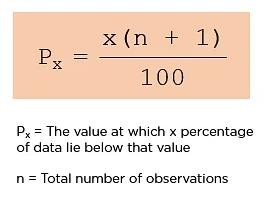 Pₓ = x (n + 1)
100
Pₓ = The value at which x percentage
of data lie below that value
n = Total number of observations